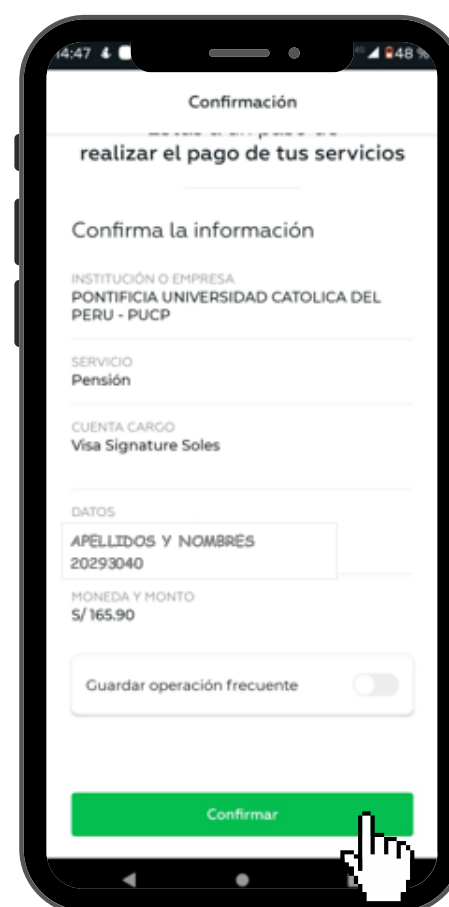 14:47
48 %
Confirmación
realizar el pago de tus servicios
Confirma la información
INSTITUCIÓN O EMPRESA
PONTIFICIA UNIVERSIDAD CATOLICA DEL
PERU - PUCP
SERVICIO
Pensión
CUENTA CARGO
Visa Signature Soles
DATOS
APELLIDOS Y NOMBRES
20293040
MONEDA Y MONTO
S/ 165.90
Guardar operación frecuente
Confirmar